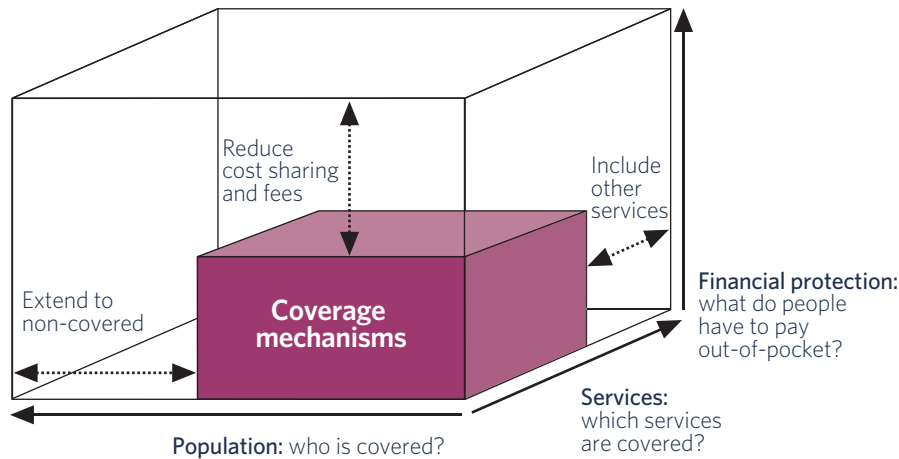 Reduce
cost sharing
and fees
Include
other
services
Extend to
non-covered
Coverage
mechanisms
Financial protection:
what do people
have to pay
out-of-pocket?
Services:
which services
are covered?
Population: who is covered?